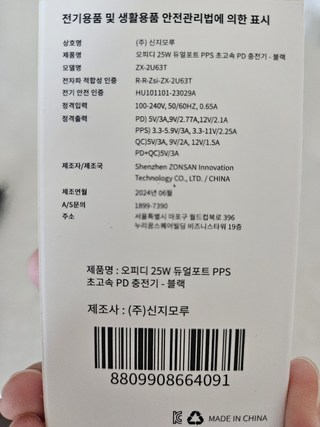 전기용품 및 생활용품 안전관리법에 의한 표시
상호명 (주) 신지모루
제품명 오피디 25W 듀얼포트 PPS 초고속 PD 충전기 - 블랙
모델명 ZX-2U63T
전자파 적합성 인증 R-R-Zsi-ZX-2U63T
전기 안전 인증 HU101101-23029A
정격입력 100-240V, 50/60HZ, 0.65A
정격출력 PD) 5V/3A,9V/2.77A,12V/2.1A
PPS) 3.3-5.9V/3A, 3.3-11V/2.25A
QC)5V/3A, 9V/2A, 12V/1.5A
PD+QC)5V/3A
제조자/제조국 Shenzhen ZONSAN Innovation
Technology CO., LTD. / CHINA
제조연월 2024년 06월
A/S문의 1899-7390
주소 서울특별시 마포구 월드컵북로 396
누리꿈스퀘어빌딩 비즈니스타워 19층
제품명 : 오피디 25W 듀얼포트 PPS
초고속 PD 충전기 - 블랙
제조사 : (주)신지모루
8809908664091
MADE IN CHINA